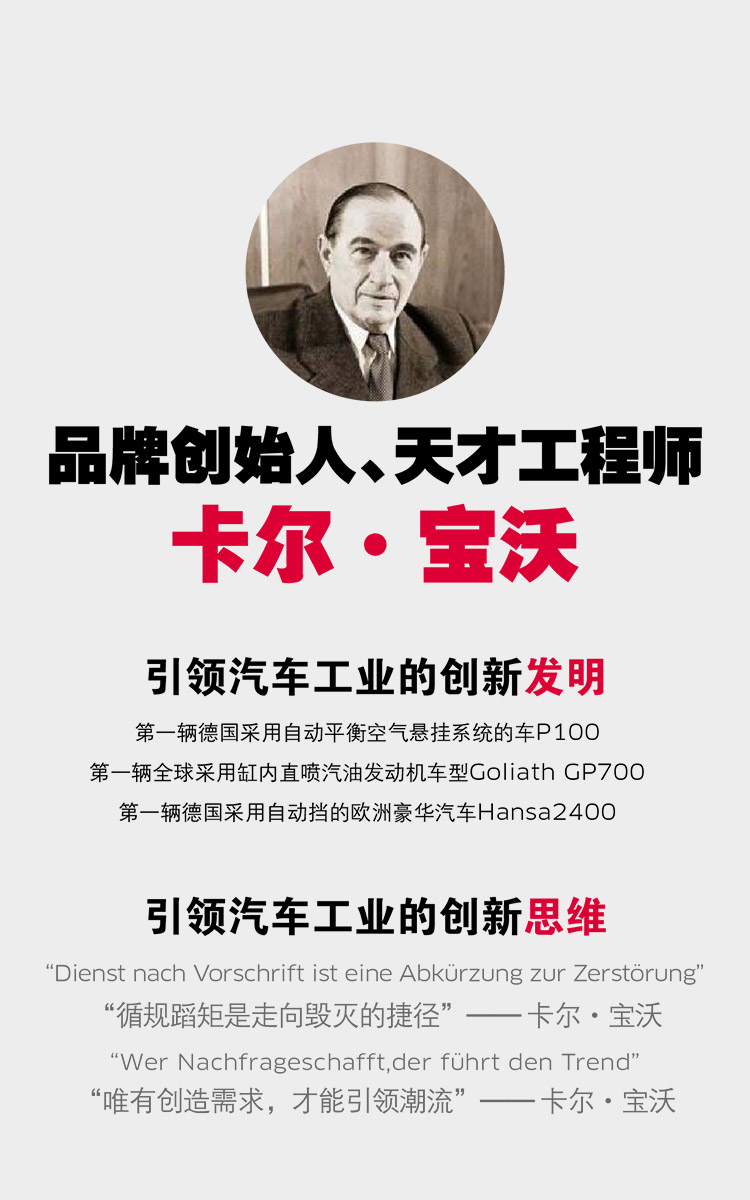 品牌创始人、天才工程师
卡尔·宝沃
引领汽车工业的创新发明
第一辆德国采用自动平衡空气悬挂系统的车P100
第一辆全球采用缸内直喷汽油发动机车型Goliath GP700
第一辆德国采用自动挡的欧洲豪华汽车Hansa2400
引领汽车工业的创新思维
“Dienst nach Vorschrift ist eine Abkürzung zur Zerstörung”
“循规蹈矩是走向毁灭的捷径” —— 卡尔·宝沃
“Wer Nachfrageschafft,der führt den Trend”
“唯有创造需求，才能引领潮流” —— 卡尔·宝沃